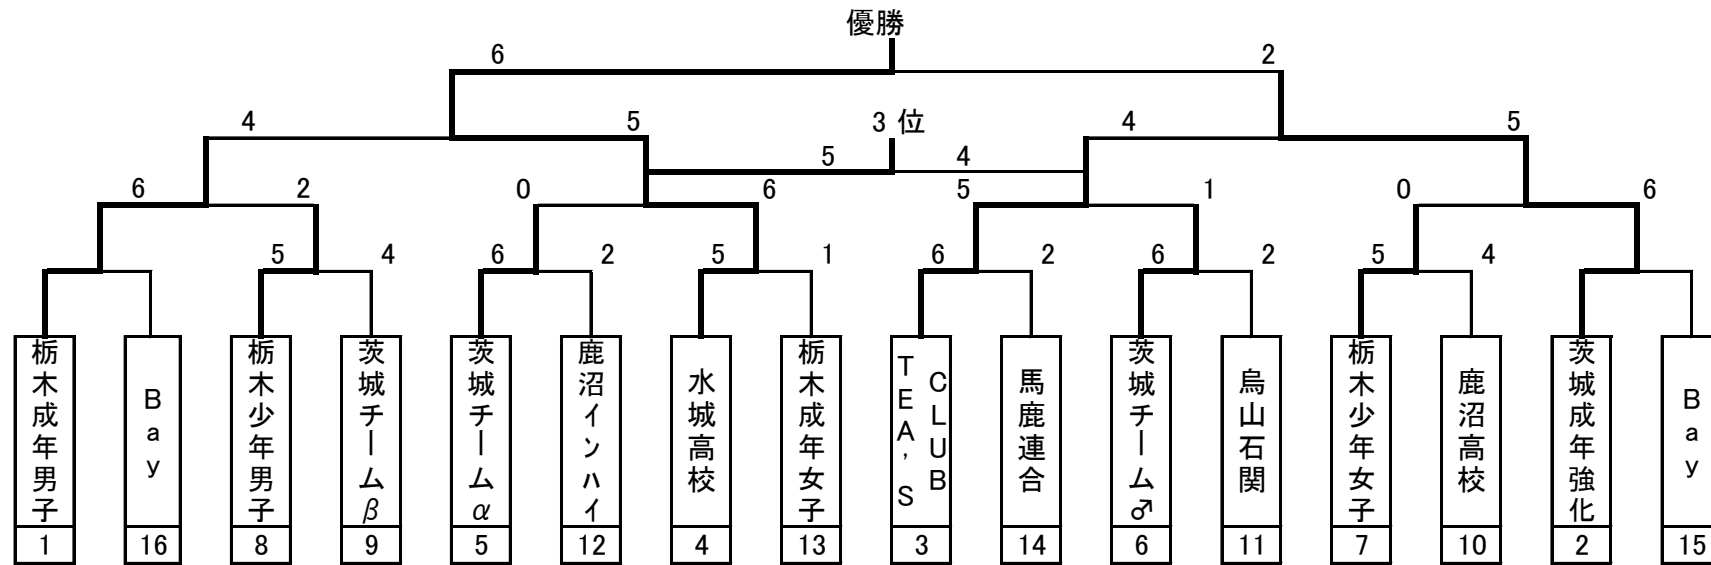 優勝
6 2
4 5 3 位 4 5
5 4
6 2 0 6 5 1 0 6
5 4 6 2 5 1 6 2 6 2 5 4
栃木成年男子
Bay
栃木少年男子
茨城チームβ
茨城チームα
鹿沼インハイ
水城高校
栃木成年女子
TEA'S
CLUB
馬鹿連合
茨城チーム♂
烏山石関
栃木少年女子
鹿沼高校
茨城成年強化
Bay
1 16 8 9 5 12 4 13 3 14 6 11 7 10 2 15